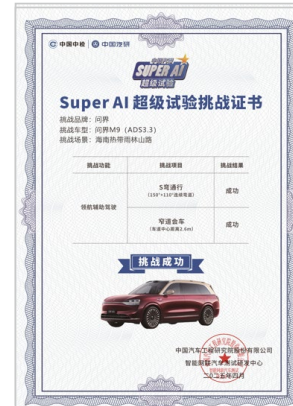 中国中检 中国汽研
中国汽研
SUPER AI
超级试验
Super AI 超级试验挑战证书
挑战品牌：问界
挑战车型：问界M9（ADS3.3）
挑战场景：海南热带雨林山路
挑战功能 挑战项目 挑战结果
领航辅助驾驶
S弯通行
(150°+110°连续弯道)
成功
窄道会车
(车道中心距离2.6m)
成功
挑战成功
中国汽车工程研究院股份有限公司
智能网联汽车测试研发中心
二〇二五年四月